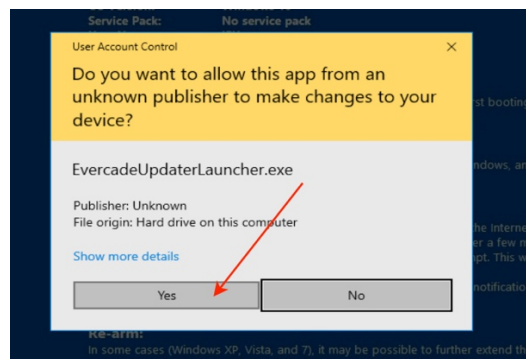 Service Pack:    No service pack
User Account Control
Do you want to allow this app from an
unknown publisher to make changes to your
device?
rst booting
EvercadeUpdaterLauncher.exe
ndows, an
Publisher: Unknown
File origin: Hard drive on this computer
the Interne
er a few m
Show more details
pt. This w
Yes    No
notificatio
Re-arm:
In some cases (Windows XP, Vista, and 7), it may be possible to further extend th